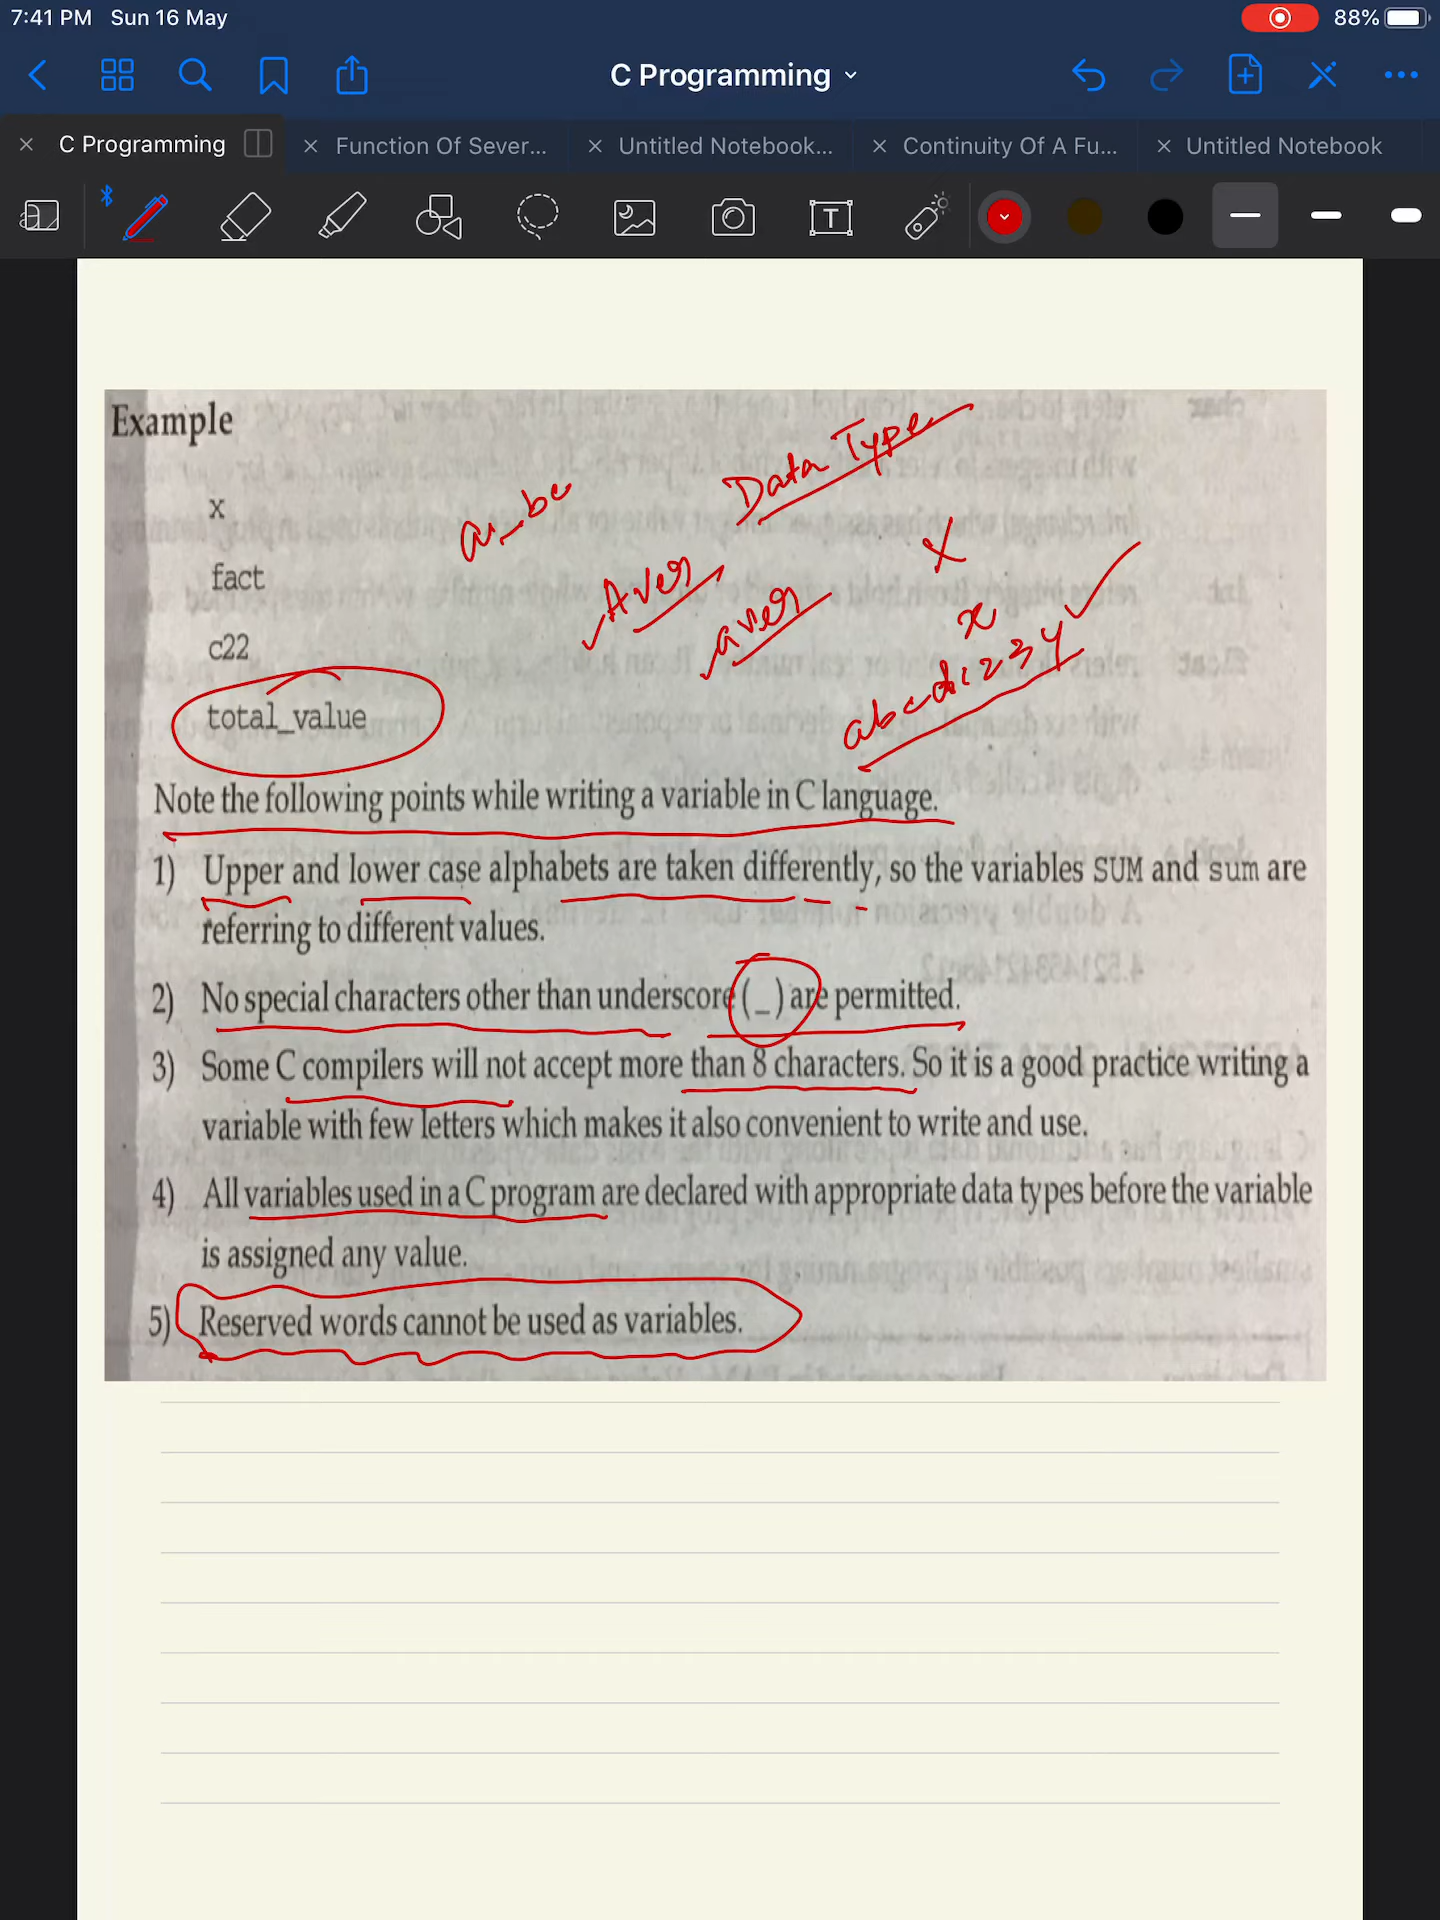 7:41 PM Sun 16 May
88%
C Programming
C Programming
Function Of Sever...
Untitled Notebook...
Continuity Of A Fu...
Untitled Notebook
Example
Data Type
x
a_bc
X
fact
Aver
aver
x
c22
total_value
Note the following points while writing a variable in C language.
1) Upper and lower case alphabets are taken differently, so the variables SUM and sum are
referring to different values.
2) No special characters other than underscore (_) are permitted.
3) Some C compilers will not accept more than 8 characters. So it is a good practice writing a
variable with few letters which makes it also convenient to write and use.
4) All variables used in a C program are declared with appropriate data types before the variable
is assigned any value.
5) Reserved words cannot be used as variables.